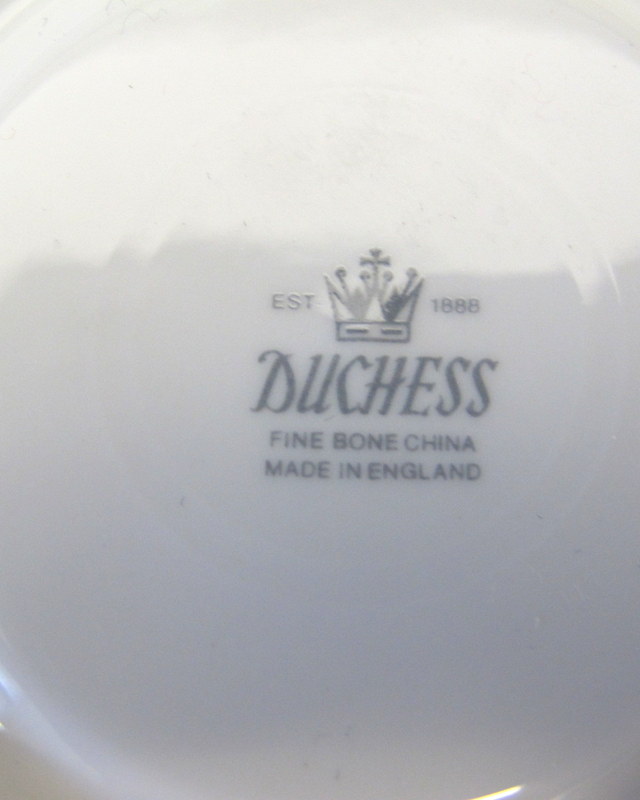 EST 1888
DUCHESS
FINE BONE CHINA
MADE IN ENGLAND